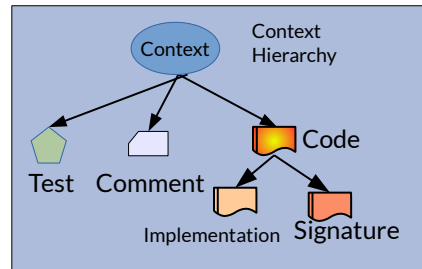 Context
Context
Hierarchy
Code
Test
Comment
Implementation
Signature